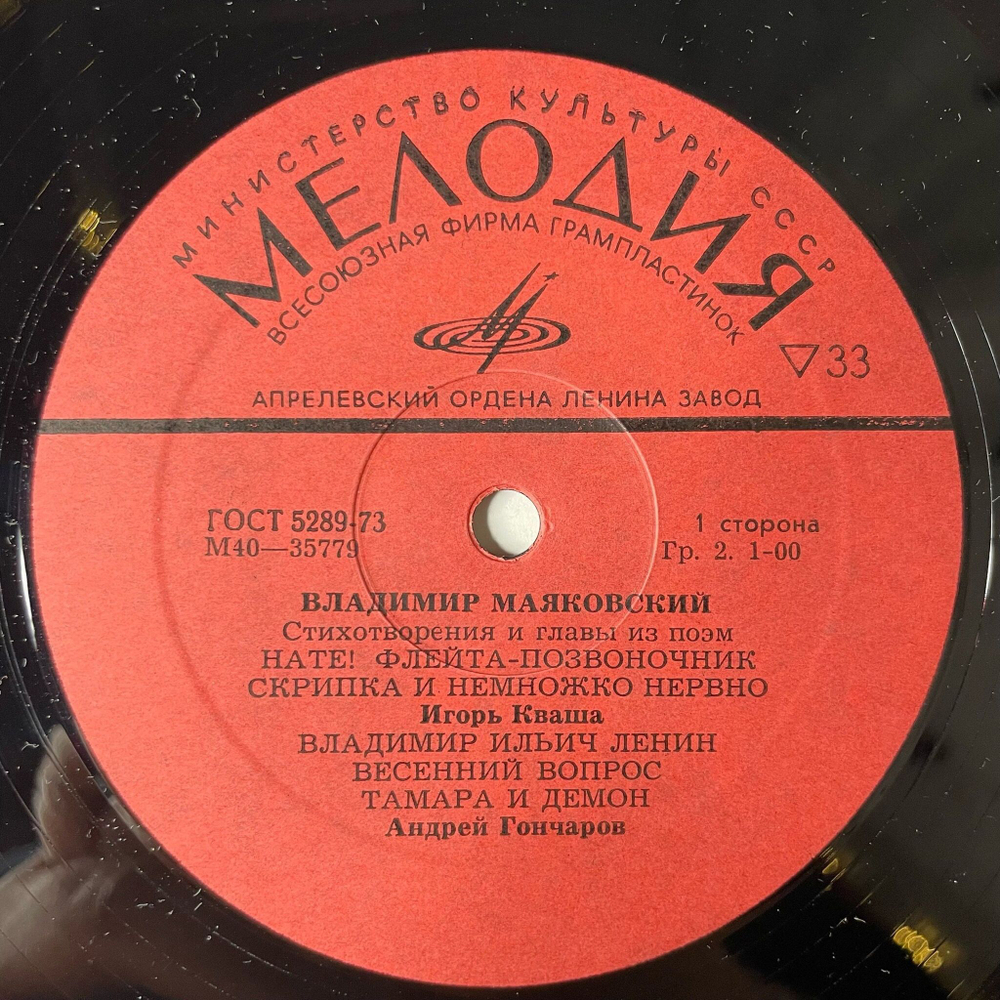 МИНИСТЕРСТВО КУЛЬТУРЫ СССР
МЕЛОДИЯ
ВСЕСОЮЗНАЯ ФИРМА ГРАМПЛАСТИНОК
▽33
АПРЕЛЕВСКИЙ ОРДЕНА ЛЕНИНА ЗАВОД
ГОСТ 5289-73
1 сторона
М40—35779
Гр. 2. 1-00
ВЛАДИМИР МАЯКОВСКИЙ
Стихотворения и главы из поэм
НАТЕ! ФЛЕЙТА-ПОЗВОНОЧНИК
СКРИПКА И НЕМНОЖКО НЕРВНО
Игорь Кваша
ВЛАДИМИР ИЛЬИЧ ЛЕНИН
ВЕСЕННИЙ ВОПРОС
ТАМАРА И ДЕМОН
Андрей Гончаров